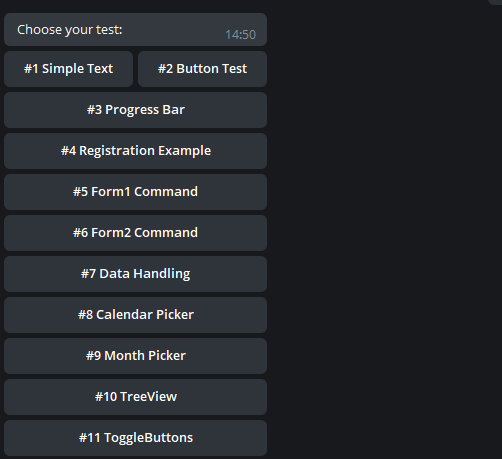 Choose your test:
14:50
#1 Simple Text
#2 Button Test
#3 Progress Bar
#4 Registration Example
#5 Form1 Command
#6 Form2 Command
#7 Data Handling
#8 Calendar Picker
#9 Month Picker
#10 TreeView
#11 ToggleButtons